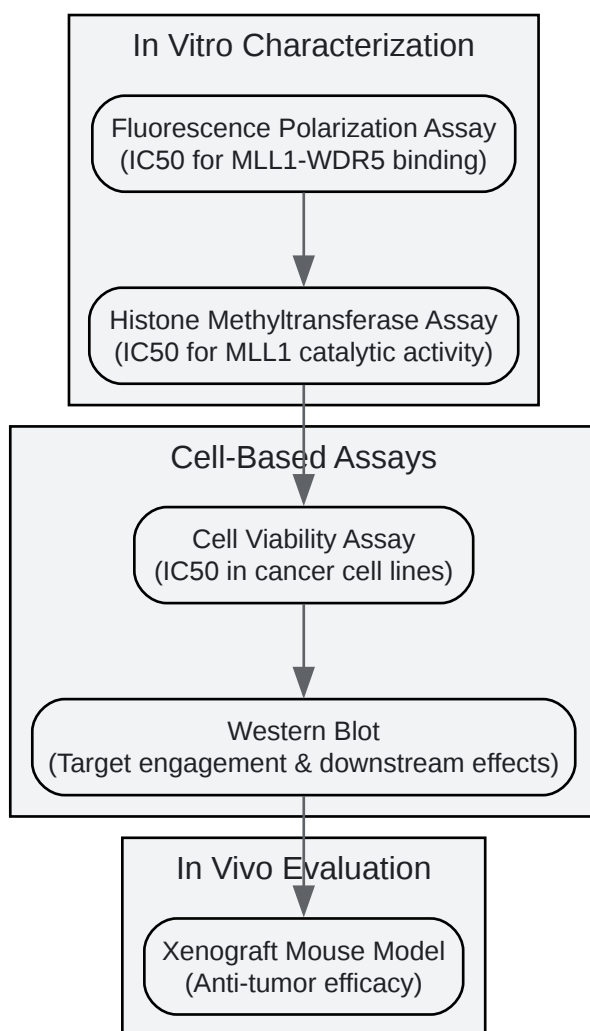 In Vitro Characterization
Fluorescence Polarization Assay
(IC50 for MLL1-WDR5 binding)
Histone Methyltransferase Assay
(IC50 for MLL1 catalytic activity)
Cell-Based Assays
Cell Viability Assay
(IC50 in cancer cell lines)
Western Blot
(Target engagement & downstream effects)
In Vivo Evaluation
Xenograft Mouse Model
(Anti-tumor efficacy)